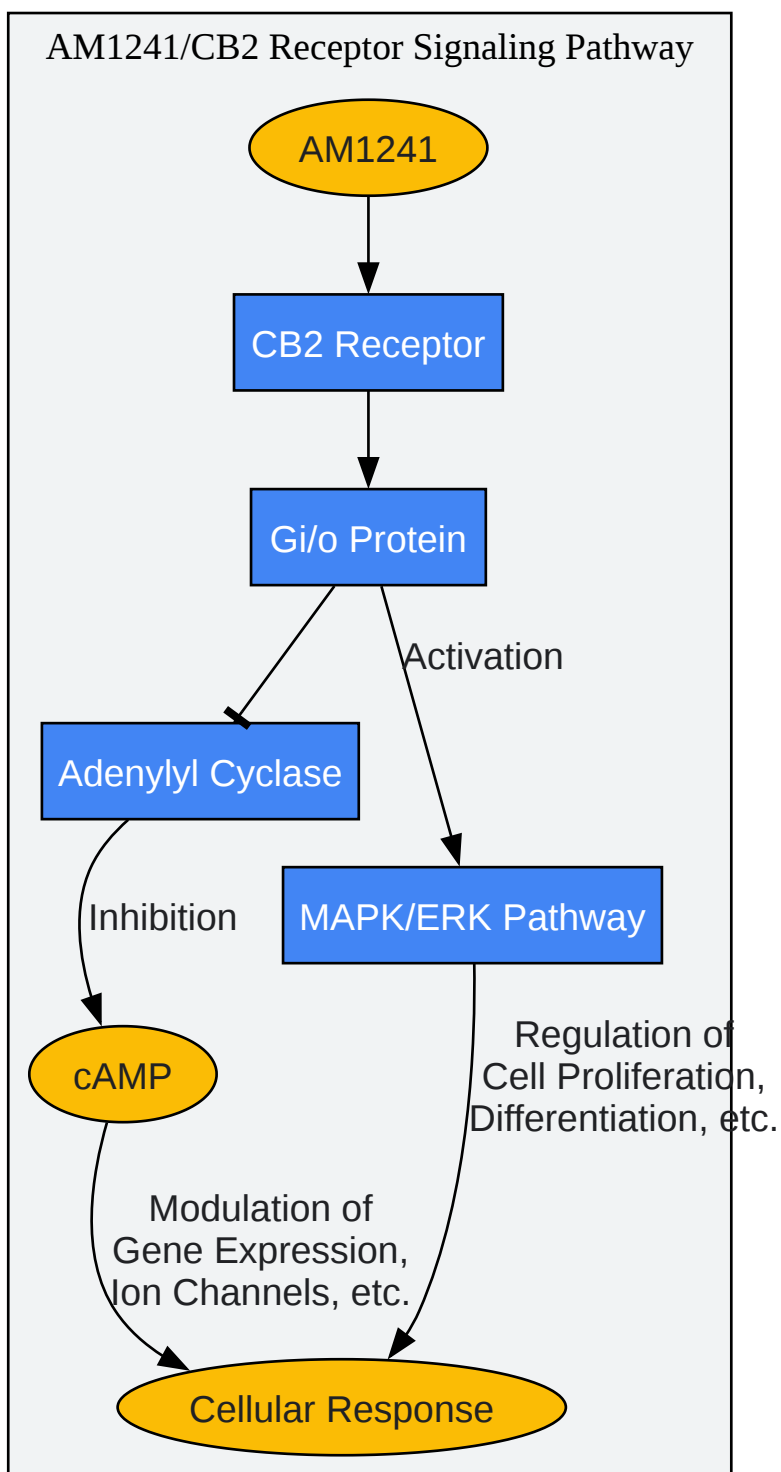 AM1241/CB2 Receptor Signaling Pathway
AM1241
CB2 Receptor
Gi/o Protein
Activation
Adenylyl Cyclase
Inhibition
MAPK/ERK Pathway
Regulation of
Cell Proliferation,
Differentiation, etc.
cAMP
Modulation of
Gene Expression,
Ion Channels, etc.
Cellular Response